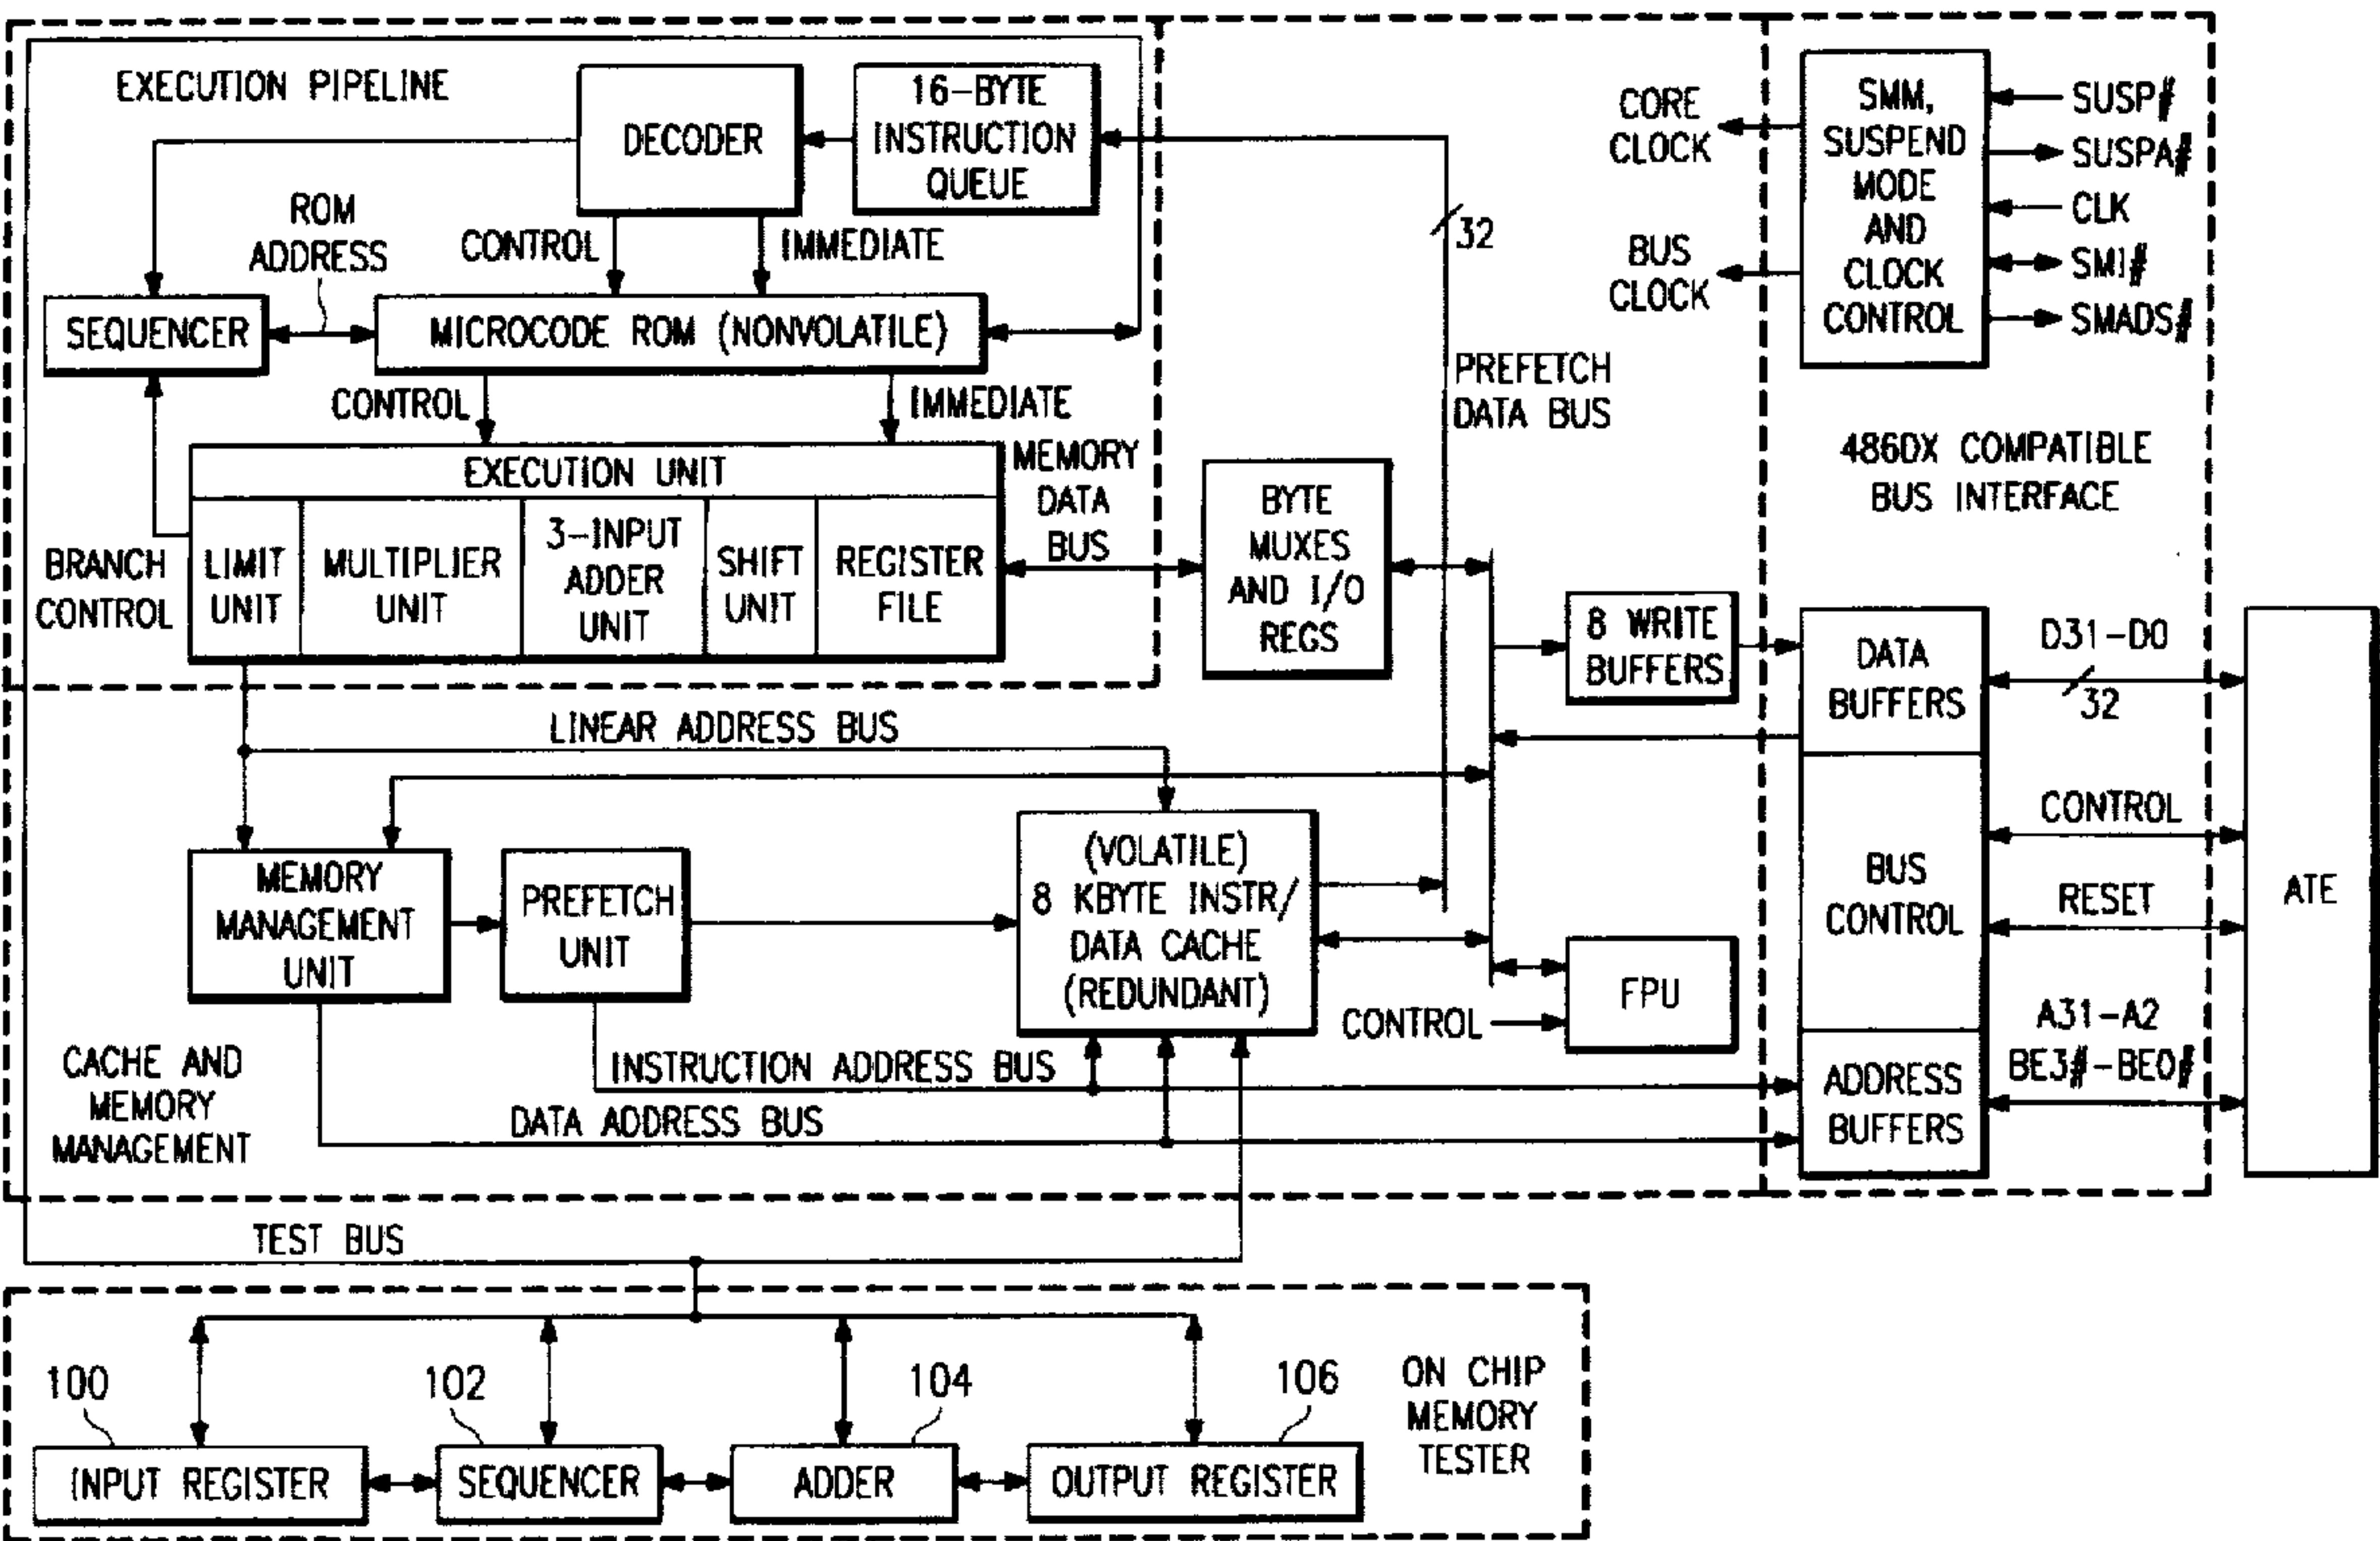 EXECUTION PIPELINE
DECODER
16-BYTE
INSTRUCTION
QUEUE
ROM
ADDRESS
CONTROL
IMMEDIATE
SEQUENCER
MICROCODE ROM (NONVOLATILE)
CONTROL
IMMEDIATE
EXECUTION UNIT
LIMIT
UNIT
MULTIPLIER
UNIT
3-INPUT
ADDER
UNIT
SHIFT
UNIT
REGISTER
FILE
BRANCH
CONTROL
MEMORY
DATA
BUS
BYTE
MUXES
AND I/O
REGS
32
PREFETCH
DATA BUS
CORE
CLOCK
BUS
CLOCK
SMM,
SUSPEND
MODE
AND
CLOCK
CONTROL
SUSP#
SUSPA#
CLK
SMI#
SMADS#
486DX COMPATIBLE
BUS INTERFACE
8 WRITE
BUFFERS
DATA
BUFFERS
BUS
CONTROL
ADDRESS
BUFFERS
D31-D0
32
CONTROL
RESET
A31-A2
BE3#-BE0#
ATE
LINEAR ADDRESS BUS
MEMORY
MANAGEMENT
UNIT
PREFETCH
UNIT
(VOLATILE)
8 KBYTE INSTR/
DATA CACHE
(REDUNDANT)
FPU
CONTROL
INSTRUCTION ADDRESS BUS
DATA ADDRESS BUS
CACHE AND
MEMORY
MANAGEMENT
TEST BUS
100
102
104
106
INPUT REGISTER
SEQUENCER
ADDER
OUTPUT REGISTER
ON CHIP
MEMORY
TESTER